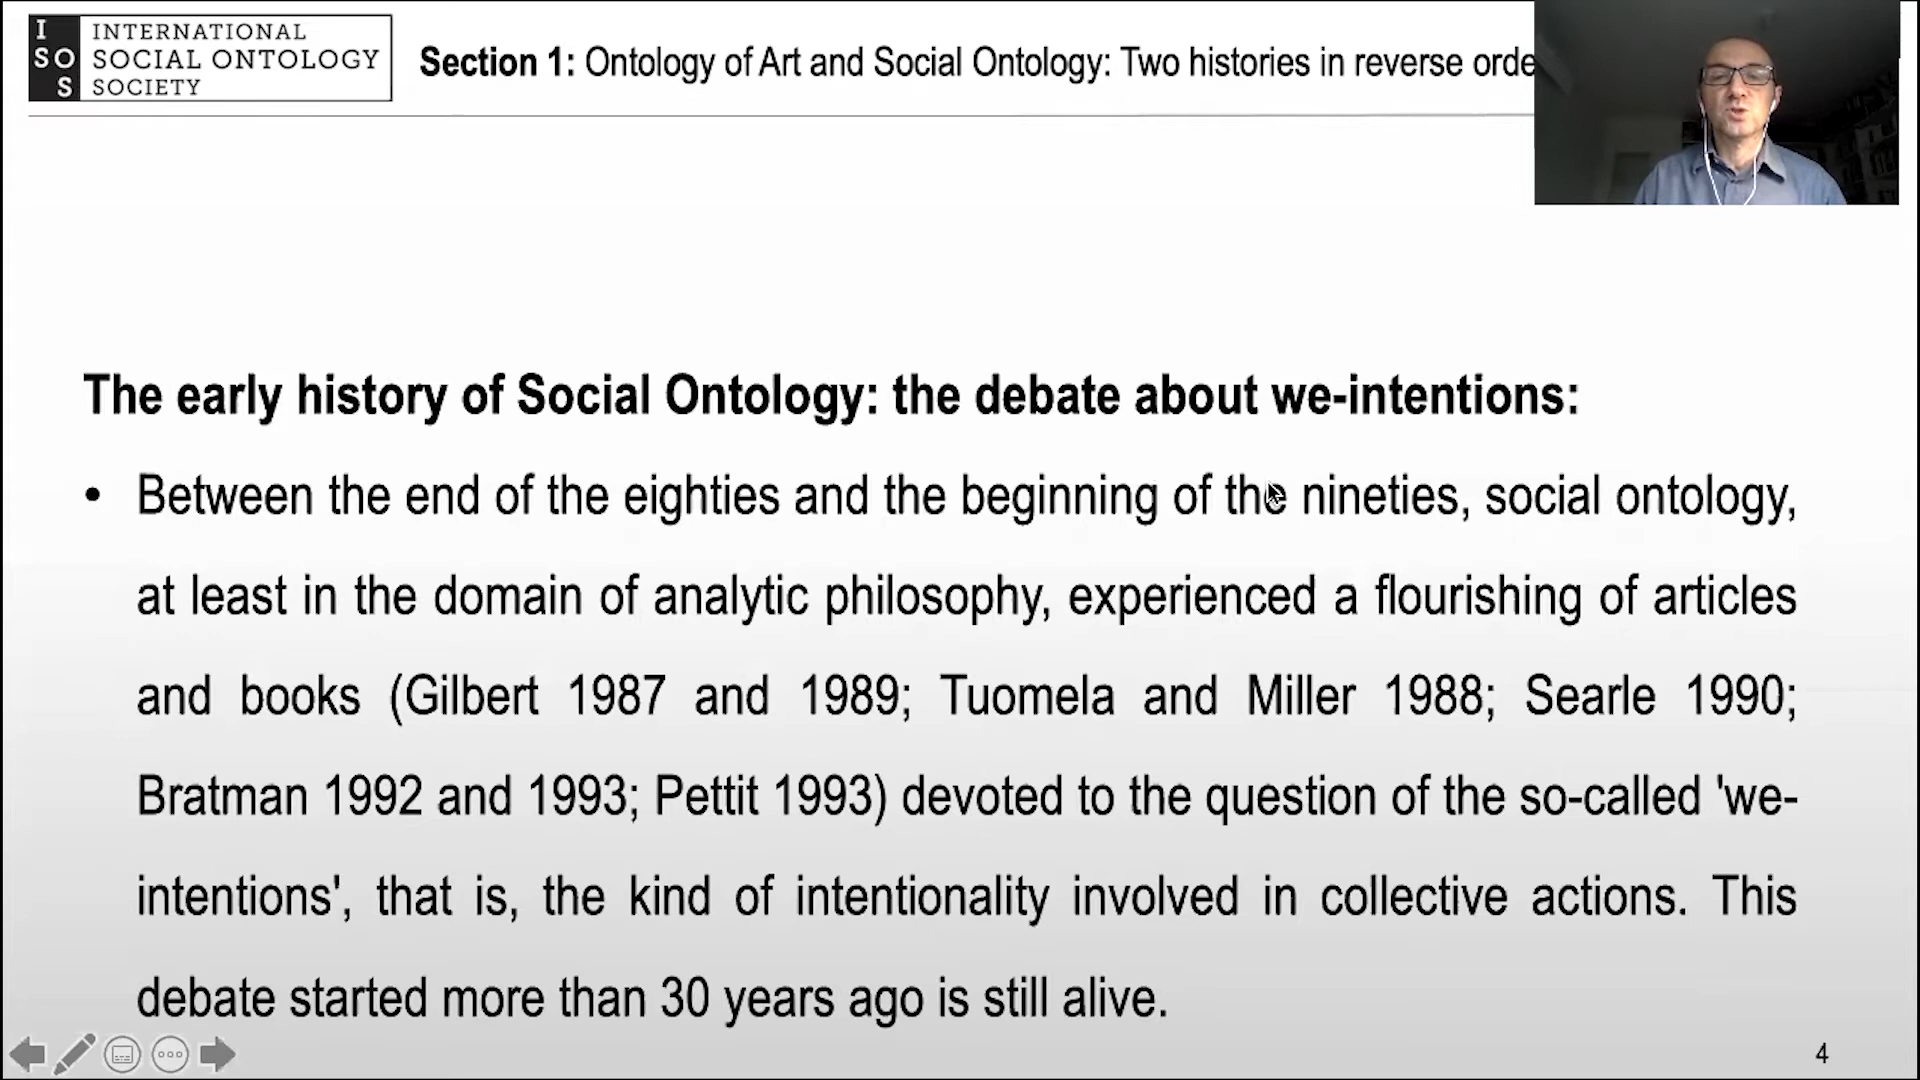 I
SO
S
INTERNATIONAL
SOCIAL ONTOLOGY
SOCIETY
Section 1: Ontology of Art and Social Ontology: Two histories in reverse orde
The early history of Social Ontology: the debate about we-intentions:
• Between the end of the eighties and the beginning of the nineties, social ontology,
at least in the domain of analytic philosophy, experienced a flourishing of articles
and books (Gilbert 1987 and 1989; Tuomela and Miller 1988; Searle 1990;
Bratman 1992 and 1993; Pettit 1993) devoted to the question of the so-called 'we-
intentions', that is, the kind of intentionality involved in collective actions. This
debate started more than 30 years ago is still alive.
4